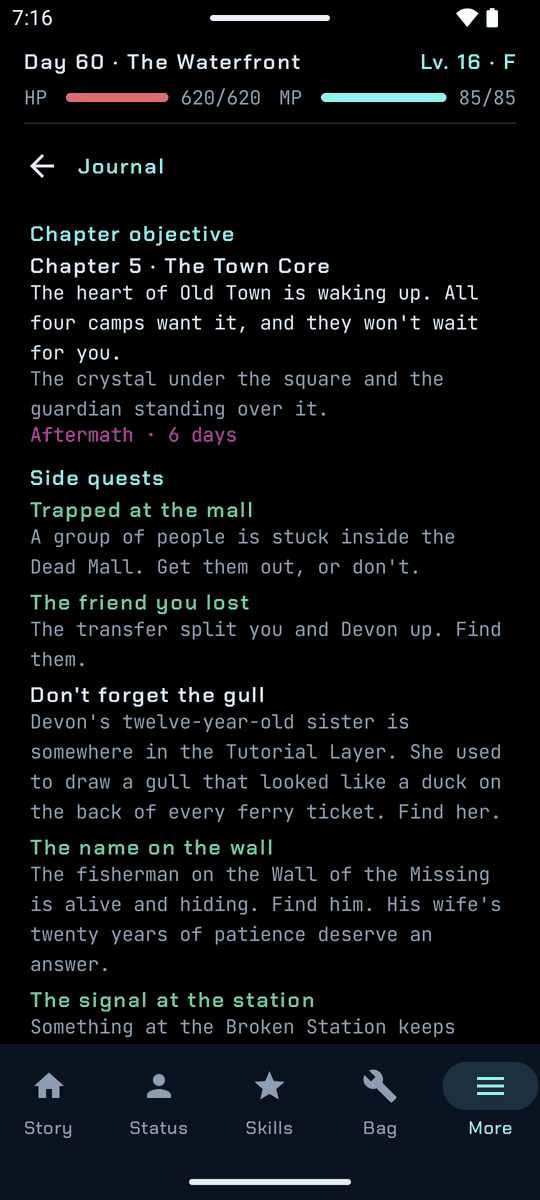 7:16
Day 60 · The Waterfront
Lv. 16 · F
HP 620/620 MP 85/85
Journal
Chapter objective
Chapter 5 · The Town Core
The heart of Old Town is waking up. All
four camps want it, and they won't wait
for you.
The crystal under the square and the
guardian standing over it.
Aftermath · 6 days
Side quests
Trapped at the mall
A group of people is stuck inside the
Dead Mall. Get them out, or don't.
The friend you lost
The transfer split you and Devon up. Find
them.
Don't forget the gull
Devon's twelve-year-old sister is
somewhere in the Tutorial Layer. She used
to draw a gull that looked like a duck on
the back of every ferry ticket. Find her.
The name on the wall
The fisherman on the Wall of the Missing
is alive and hiding. Find him. His wife's
twenty years of patience deserve an
answer.
The signal at the station
Something at the Broken Station keeps
Story Status Skills Bag More